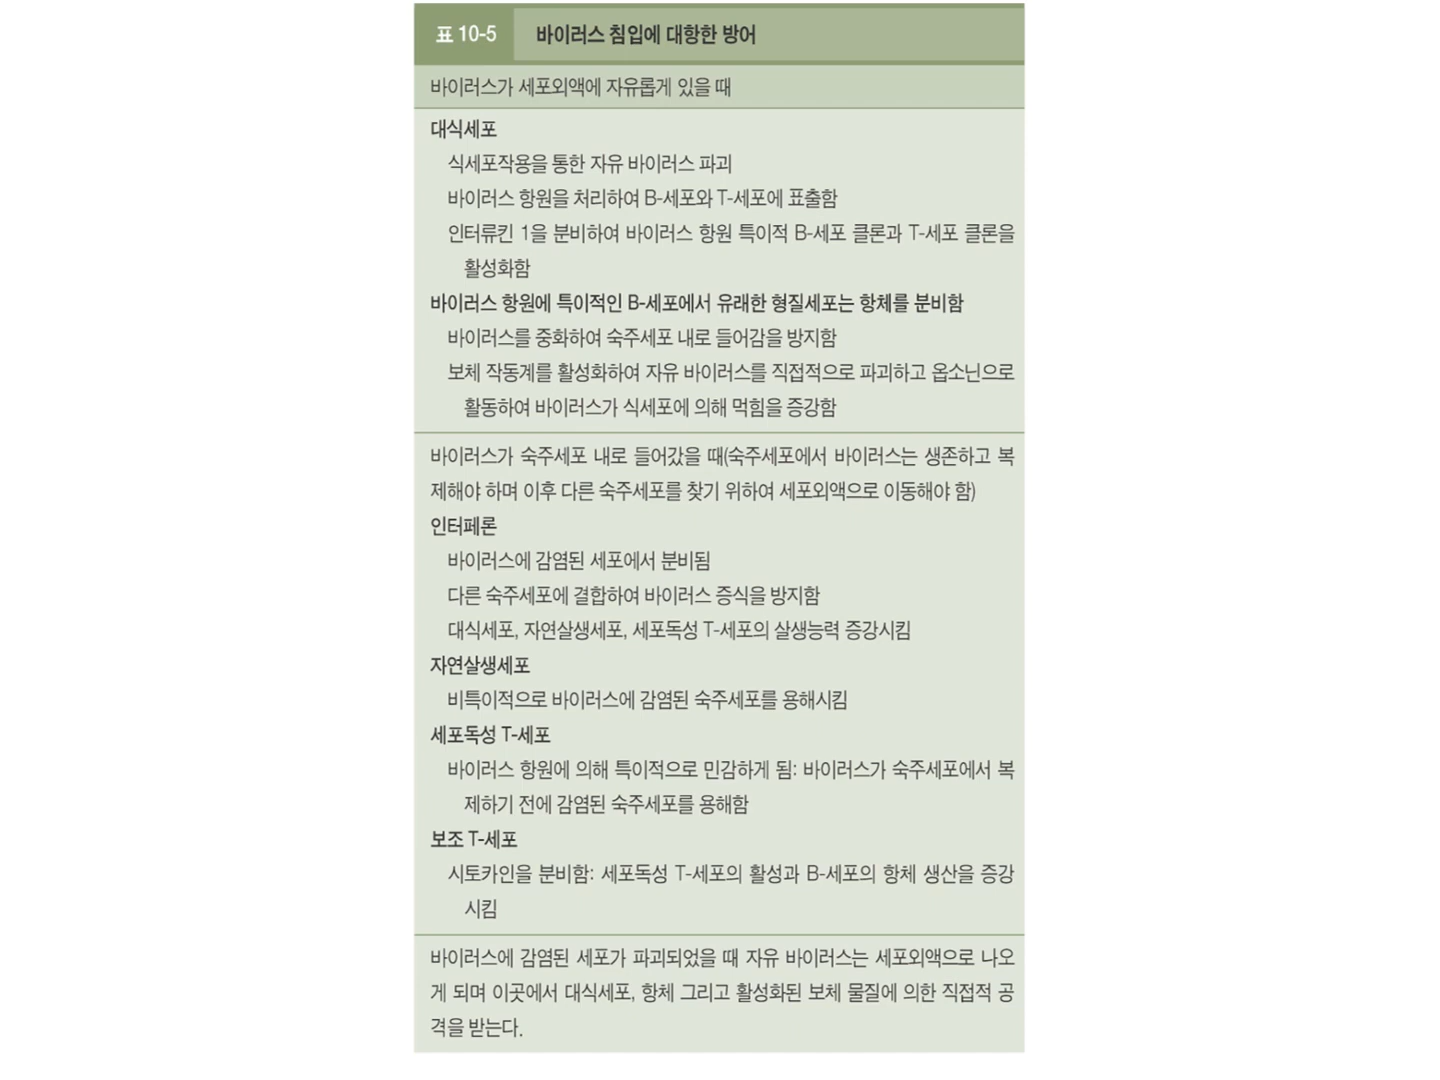 표 10-5 바이러스 침입에 대항한 방어
바이러스가 세포외액에 자유롭게 있을 때
대식세포
식세포작용을 통한 자유 바이러스 파괴
바이러스 항원을 처리하여 B-세포와 T-세포에 표출함
인터류킨 1을 분비하여 바이러스 항원 특이적 B-세포 클론과 T-세포 클론을
활성화함
바이러스 항원에 특이적인 B-세포에서 유래한 형질세포는 항체를 분비함
바이러스를 중화하여 숙주세포 내로 들어감을 방지함
보체 작동계를 활성화하여 자유 바이러스를 직접적으로 파괴하고 옵소닌으로
활동하여 바이러스가 식세포에 의해 먹힘을 증강함
바이러스가 숙주세포 내로 들어갔을 때(숙주세포에서 바이러스는 생존하고 복
제해야 하며 이후 다른 숙주세포를 찾기 위하여 세포외액으로 이동해야 함)
인터페론
바이러스에 감염된 세포에서 분비됨
다른 숙주세포에 결합하여 바이러스 증식을 방지함
대식세포, 자연살생세포, 세포독성 T-세포의 살생능력 증강시킴
자연살생세포
비특이적으로 바이러스에 감염된 숙주세포를 용해시킴
세포독성 T-세포
바이러스 항원에 의해 특이적으로 민감하게 됨: 바이러스가 숙주세포에서 복
제하기 전에 감염된 숙주세포를 용해함
보조 T-세포
시토카인을 분비함: 세포독성 T-세포의 활성과 B-세포의 항체 생산을 증강
시킴
바이러스에 감염된 세포가 파괴되었을 때 자유 바이러스는 세포외액으로 나오
게 되며 이곳에서 대식세포, 항체 그리고 활성화된 보체 물질에 의한 직접적 공
격을 받는다.